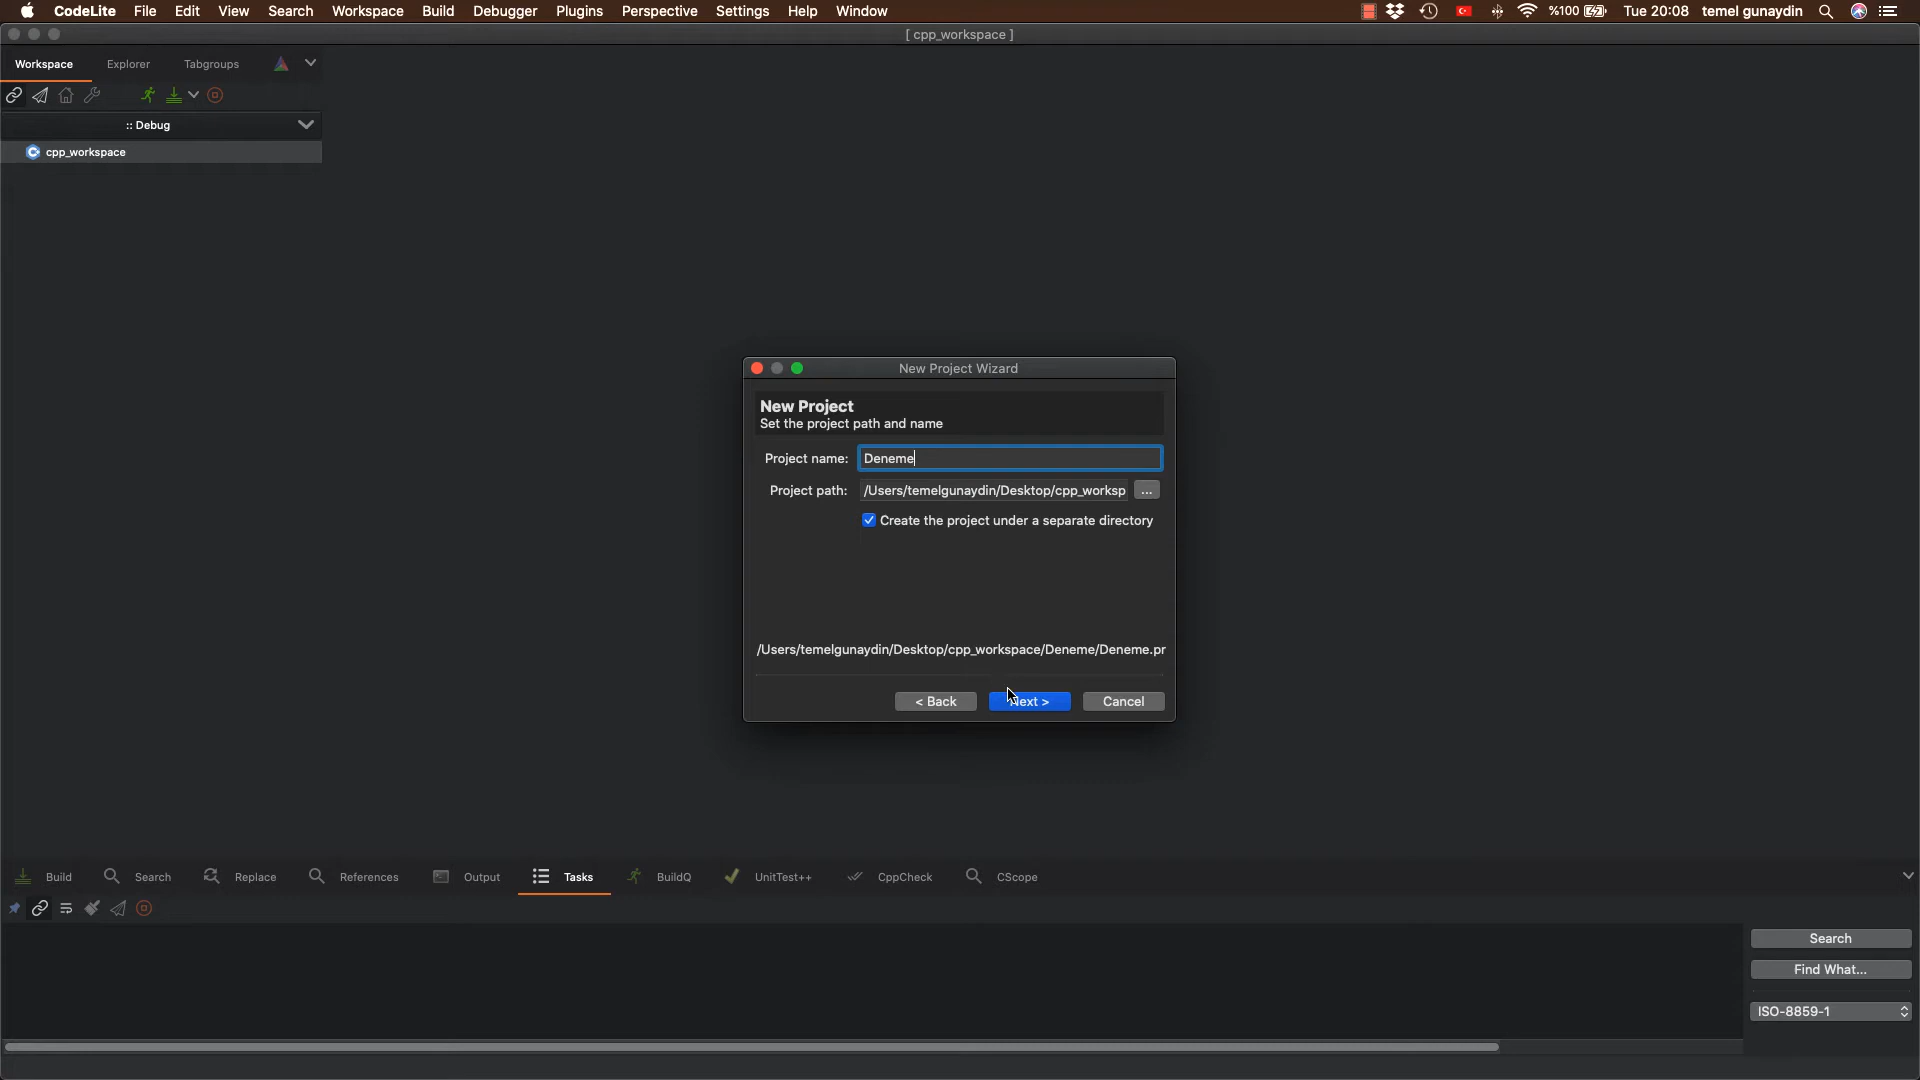 CodeLite File Edit View Search Workspace Build Debugger Plugins Perspective Settings Help Window %100 Tue 20:08 temel gunaydin
[ cpp_workspace ]
Workspace Explorer Tabgroups
:: Debug
cpp_workspace
New Project Wizard
New Project
Set the project path and name
Project name: Deneme
Project path: /Users/temelgunaydin/Desktop/cpp_worksp ...
Create the project under a separate directory
/Users/temelgunaydin/Desktop/cpp_workspace/Deneme/Deneme.pr
< Back Next > Cancel
Build Search Replace References Output Tasks BuildQ UnitTest++ CppCheck CScope
Search
Find What...
ISO-8859-1